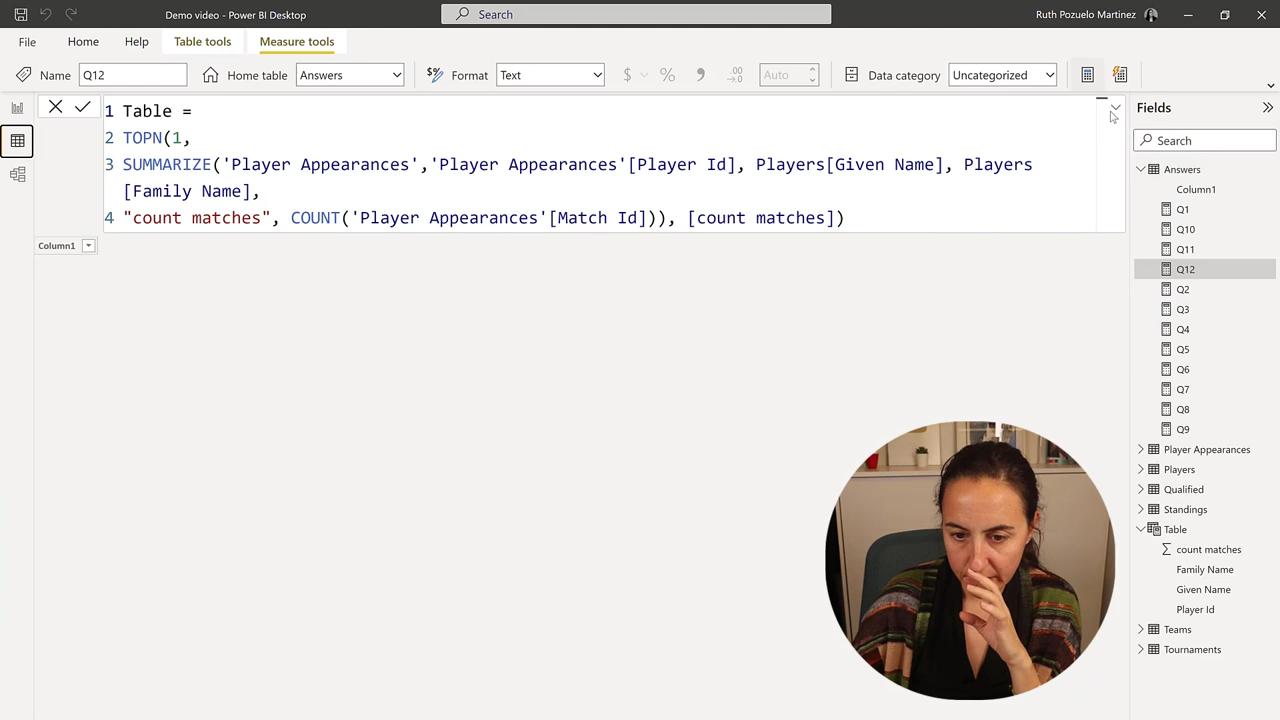 Demo video - Power BI Desktop
Search
Ruth Pozuelo Martinez
File
Home
Help
Table tools
Measure tools
Name
Q12
Home table
Answers
Format
Text
$
%
,
.00
→0
Auto
Data category
Uncategorized
1 Table =
2 TOPN(1,
3 SUMMARIZE('Player Appearances','Player Appearances'[Player Id], Players[Given Name], Players
[Family Name],
4 "count matches", COUNT('Player Appearances'[Match Id])), [count matches])
Column1
Fields
Search
Answers
Column1
Q1
Q10
Q11
Q12
Q2
Q3
Q4
Q5
Q6
Q7
Q8
Q9
Player Appearances
Players
Qualified
Standings
Table
count matches
Family Name
Given Name
Player Id
Teams
Tournaments